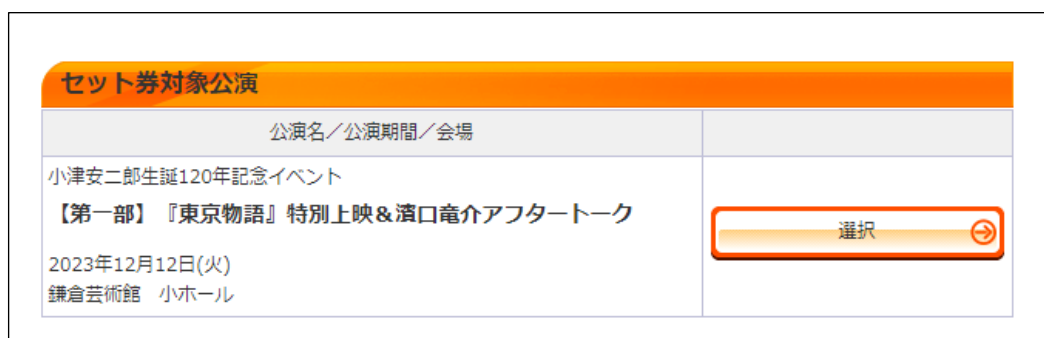 セット券対象公演
公演名／公演期間／会場
小津安二郎生誕120年記念イベント
【第一部】『東京物語』特別上映&濱口竜介アフタートーク
選択
2023年12月12日(火)
鎌倉芸術館　小ホール